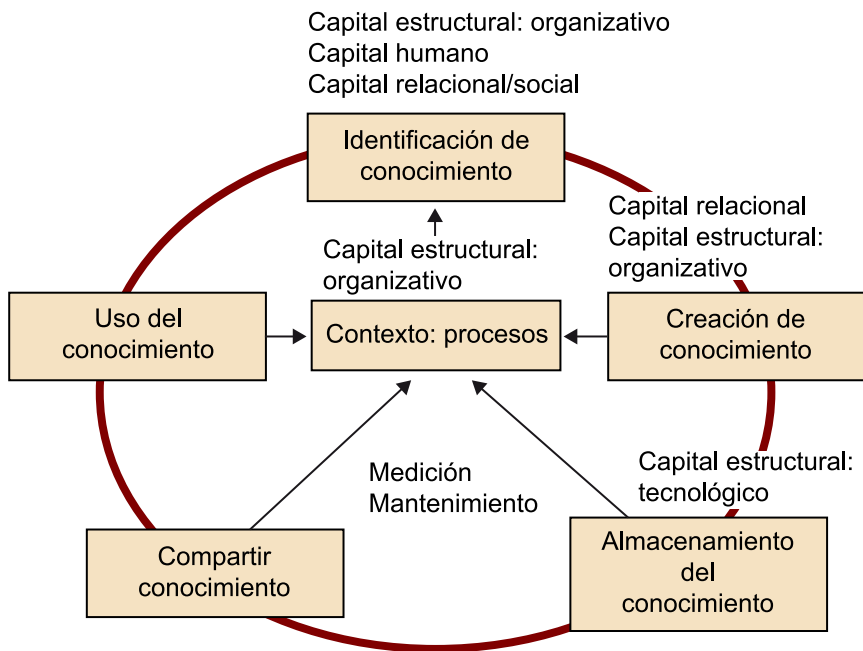 Capital estructural: organizativo
Capital humano
Capital relacional/social
Identificación de
conocimiento
Capital relacional
Capital estructural:
organizativo
Capital estructural:
organizativo
Uso del
conocimiento
Contexto: procesos
Creación de
conocimiento
Medición
Mantenimiento
Capital estructural:
tecnológico
Compartir
conocimiento
Almacenamiento
del
conocimiento